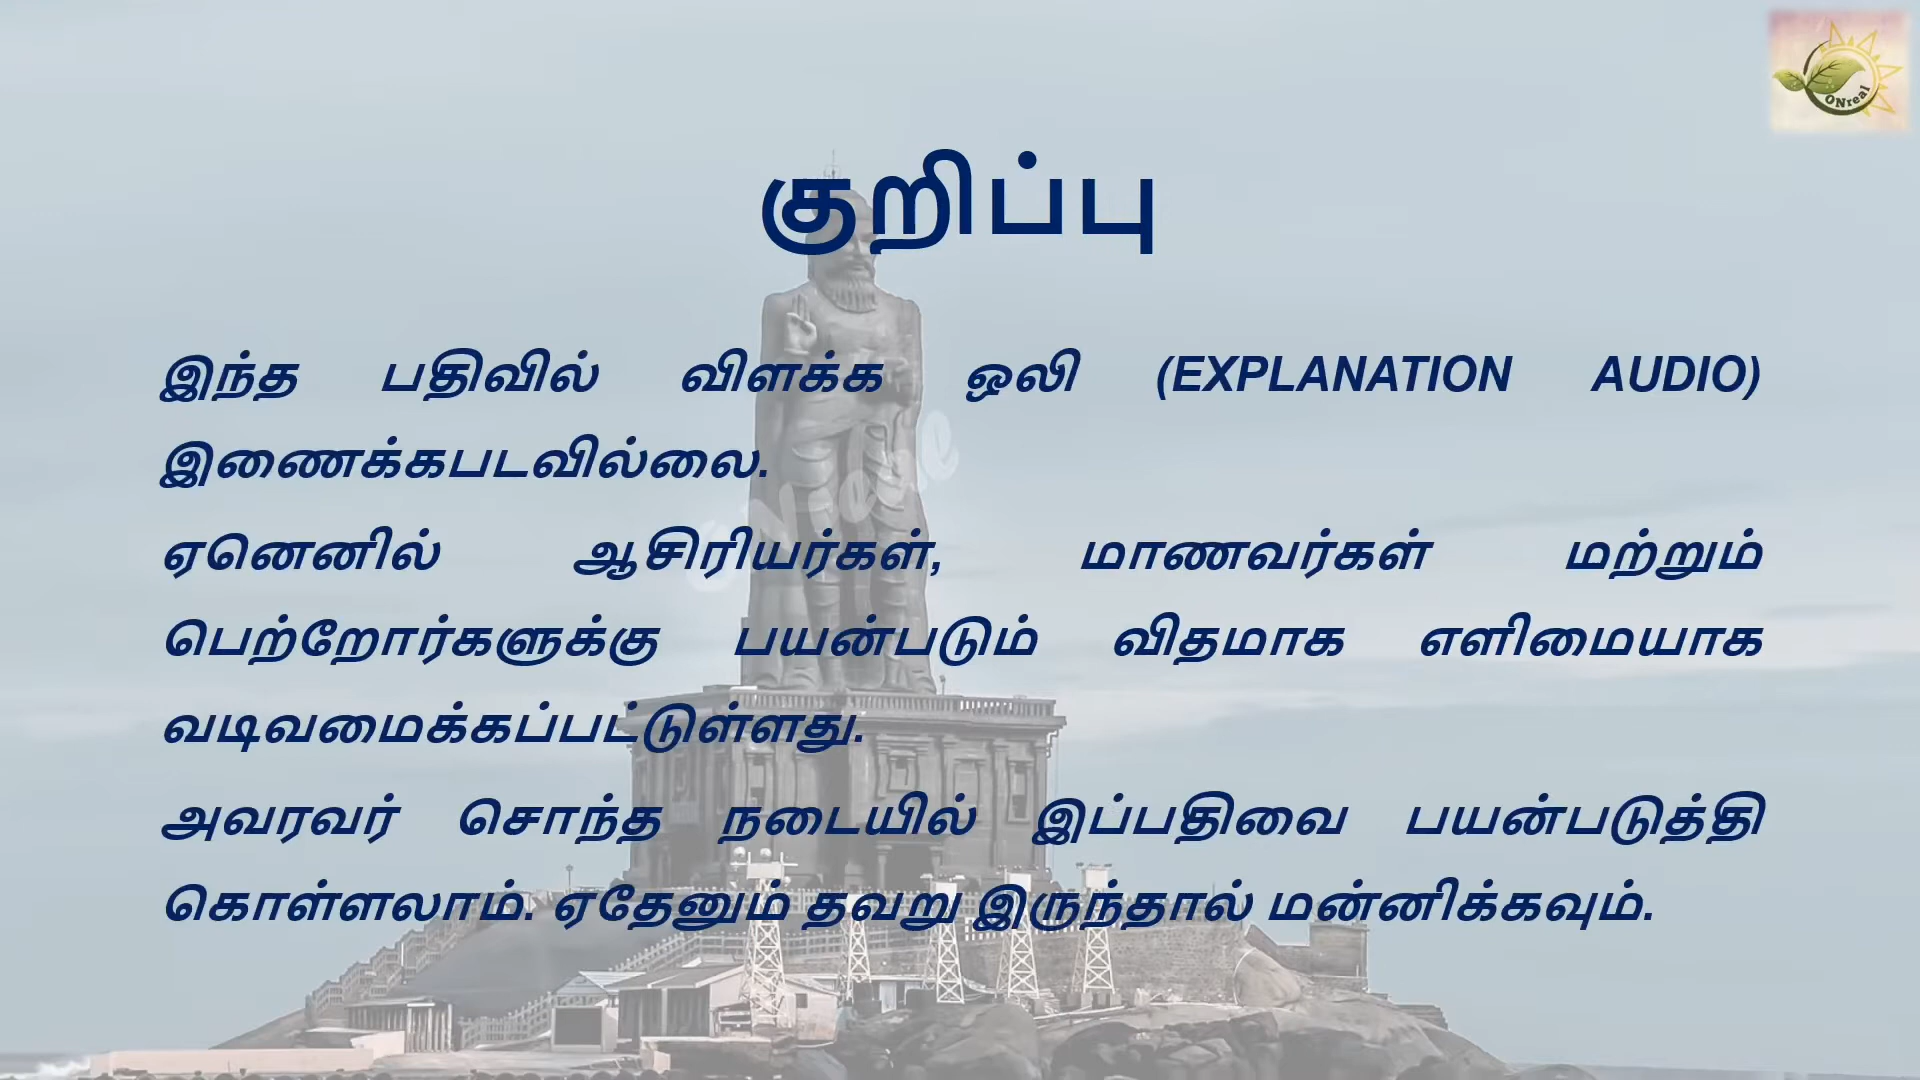 ONreal
குறிப்பு
இந்த பதிவில் விளக்க ஒலி (EXPLANATION AUDIO)
இணைக்கபடவில்லை.
ஏனெனில் ஆசிரியர்கள், மாணவர்கள் மற்றும்
பெற்றோர்களுக்கு பயன்படும் விதமாக எளிமையாக
வடிவமைக்கப்பட்டுள்ளது.
அவரவர் சொந்த நடையில் இப்பதிவை பயன்படுத்தி
கொள்ளலாம். ஏதேனும் தவறு இருந்தால் மன்னிக்கவும்.